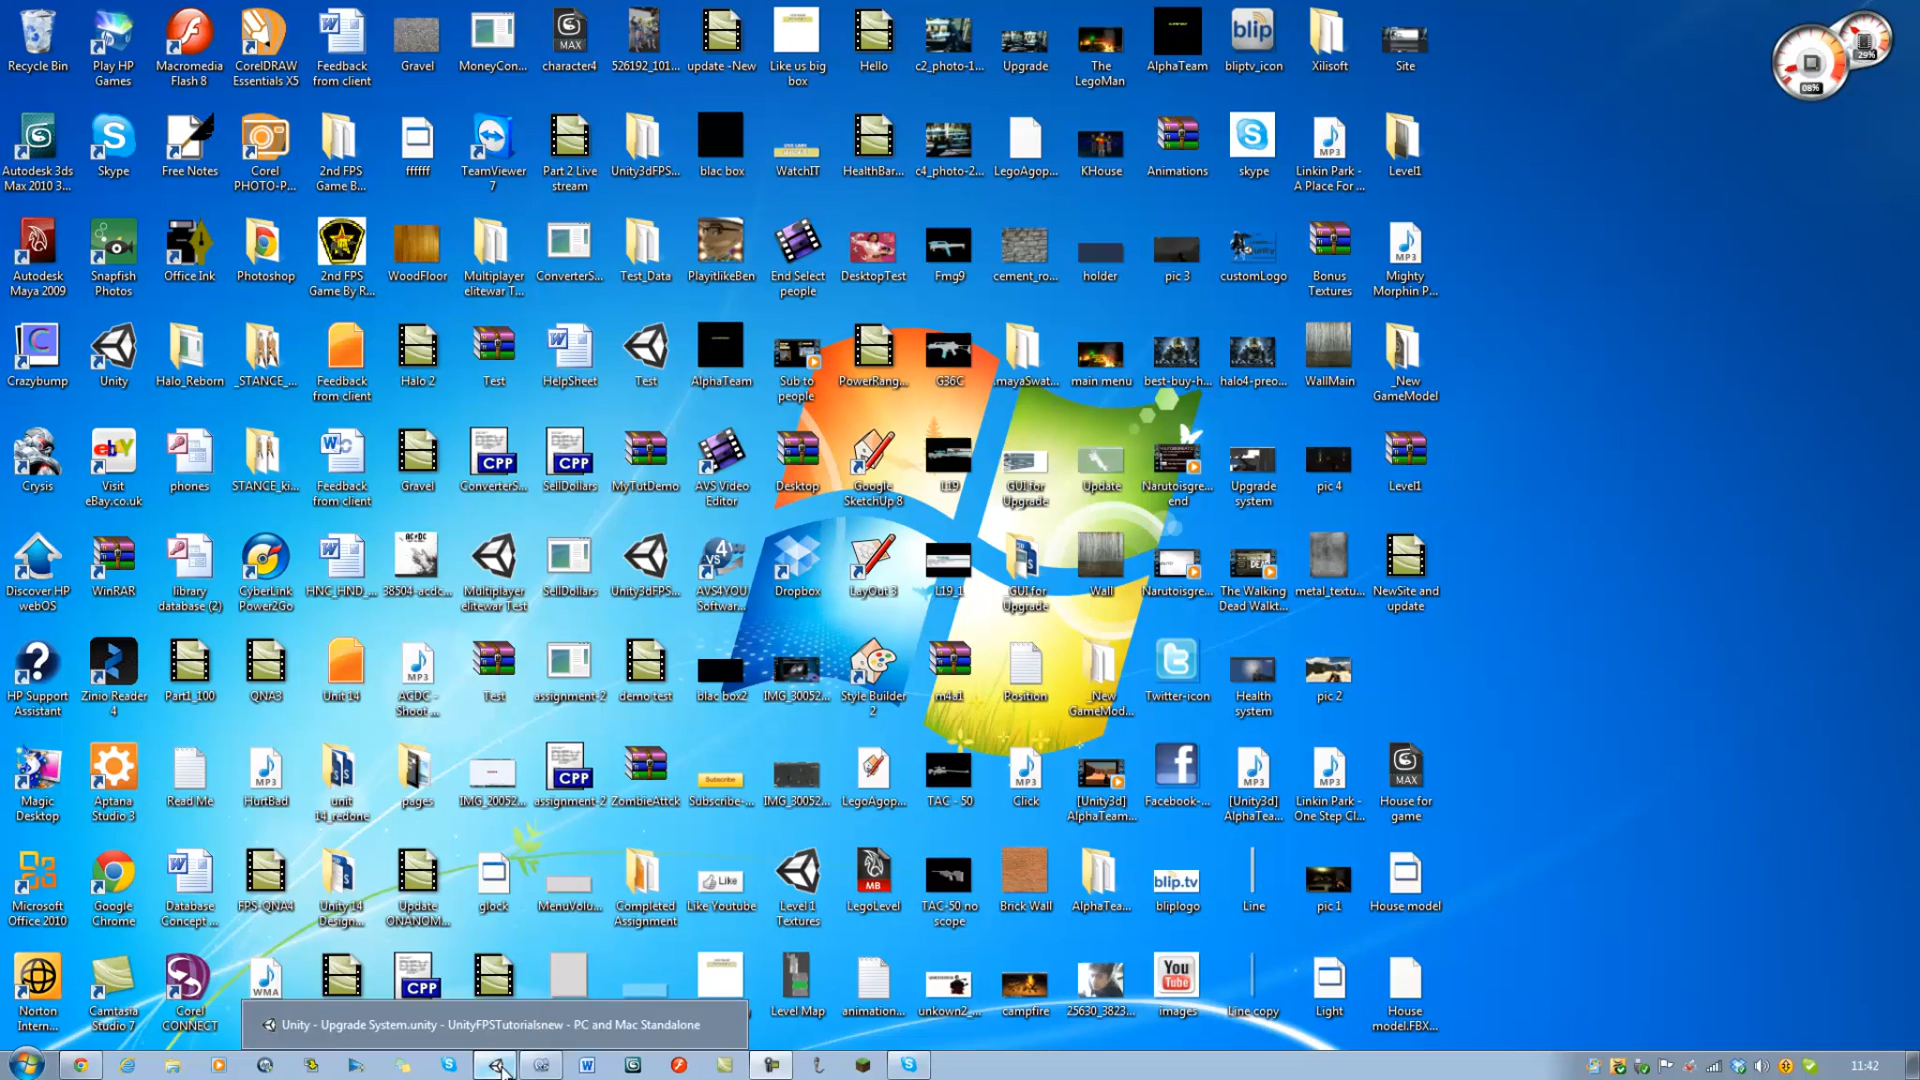 Recycle Bin
Play HP Games
Macromedia Flash 8
CorelDRAW Essentials X5
Feedback from client
Gravel
MoneyCon...
character4
526192_101...
update -New
Like us big box
Hello
c2_photo-1...
Upgrade
The LegoMan
AlphaTeam
bliptv_icon
Xilisoft
Site
29%
08%
Autodesk 3ds Max 2010 3...
Skype
Free Notes
Corel PHOTO-P...
2nd FPS Game B...
ffffff
TeamViewer 7
Part 2 Live stream
Unity3dFPS...
blac box
WatchIT
HealthBar...
c4_photo-2...
LegoAgop...
KHouse
Animations
skype
Linkin Park - A Place For ...
Level1
Autodesk Maya 2009
Snapfish Photos
Office Ink
Photoshop
2nd FPS Game By R...
WoodFloor
Multiplayer elitewar T...
ConverterS...
Test_Data
PlayitlikeBen
End Select people
DesktopTest
Fmg9
cement_ro...
holder
pic 3
customLogo
Bonus Textures
Mighty Morphin P...
Crazybump
Unity
Halo_Reborn
_STANCE_...
Feedback from client
Halo 2
Test
HelpSheet
Test
AlphaTeam
Sub to people
PowerRang...
G36C
.mayaSwat...
main menu
best-buy-h...
halo4-preo...
WallMain
_New GameModel
Crysis
Visit eBay.co.uk
phones
STANCE_ki...
Feedback from client
Gravel
ConverterS...
SellDollars
MyTutDemo
AVS Video Editor
Desktop
Google SketchUp 8
L19
GUI for Upgrade
Update
Narutoisgre... end
Upgrade system
pic 4
Level1
Discover HP webOS
WinRAR
library database (2)
CyberLink Power2Go
HNC_HND_...
38504-acdc...
Multiplayer elitewar Test
SellDollars
Unity3dFPS...
AVS4YOU Softwar...
Dropbox
LayOut 3
L19_1
GUI for Upgrade
Wall
Narutoisgre...
The Walking Dead Walkt...
metal_textu...
NewSite and update
HP Support Assistant
Zinio Reader 4
Part1_100
QNA3
Unit 14
ACDC - Shoot ...
Test
assignment-2
demo test
blac box2
IMG_30052...
Style Builder 2
m4a1
Position
_New GameMod...
Twitter-icon
Health system
pic 2
Magic Desktop
Aptana Studio 3
Read Me
HurtBad
unit 14_redone
pages
IMG_20052...
assignment-2
ZombieAttck
Subscribe-...
IMG_30052...
LegoAgop...
TAC - 50
Click
[Unity3d] AlphaTeam...
Facebook-...
[Unity3d] AlphaTea...
Linkin Park - One Step Cl...
House for game
Microsoft Office 2010
Google Chrome
Database Concept ...
FPS-QNA4
Unity 14 Design...
Update ONANOM...
glock
MenuVolu...
Completed Assignment
Like Youtube
Level 1 Textures
LegoLevel
TAC-50 no scope
Brick Wall
AlphaTea...
bliplogo
Line
pic 1
House model
Norton Intern...
Camtasia Studio 7
Corel CONNECT
Level Map
animation...
unkown2_...
campfire
25630_3823...
images
Line copy
Light
House model.FBX...
Unity - Upgrade System.unity - UnityFPSTutorialsnew - PC and Mac Standalone
11:42